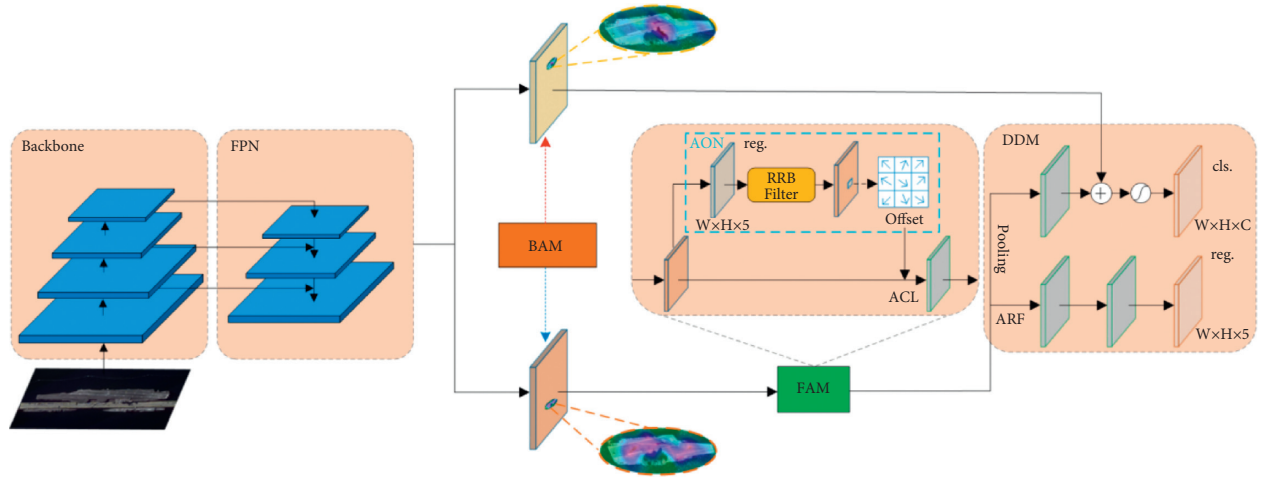 Backbone
FPN
BAM
AON
reg.
RRB
Filter
W×H×5
Offset
ACL
FAM
DDM
Pooling
cls.
W×H×C
reg.
ARF
W×H×5